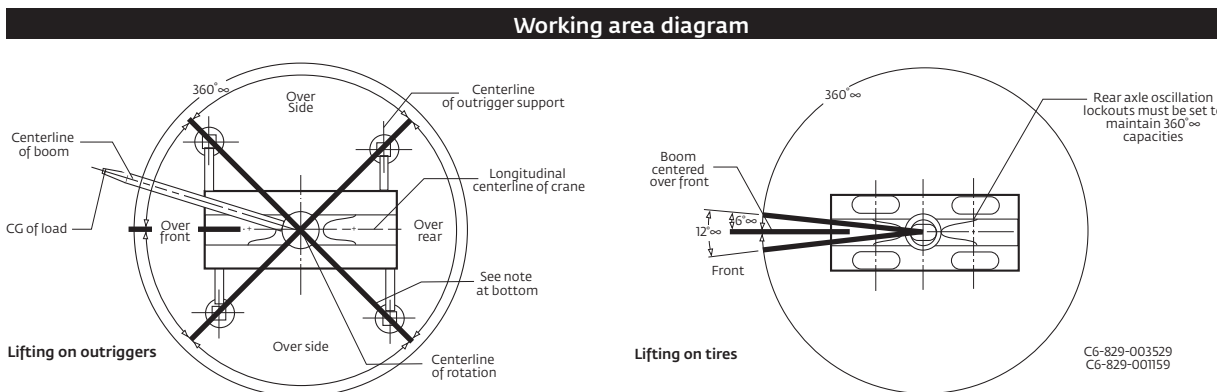 Working area diagram
360°∞
Over
Side
Centerline
of outrigger support
Centerline
of boom
Longitudinal
centerline of crane
CG of load
Over
front
Over
rear
See note
at bottom
Over side
Lifting on outriggers
Centerline
of rotation
360°∞
Rear axle oscillation
lockouts must be set to
maintain 360°∞
capacities
Boom
centered
over front
6°∞
12°∞
Front
Lifting on tires
C6-829-003529
C6-829-001159